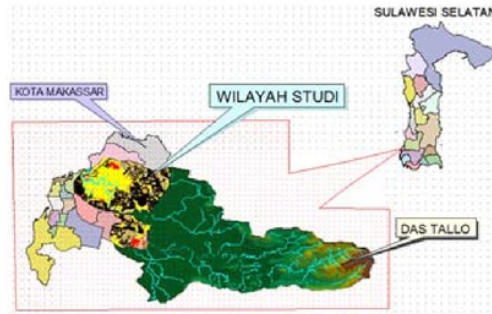 SULAWESI SELATAN
KOTA MAKASSAR
WILAYAH STUDI
DAS TALLO